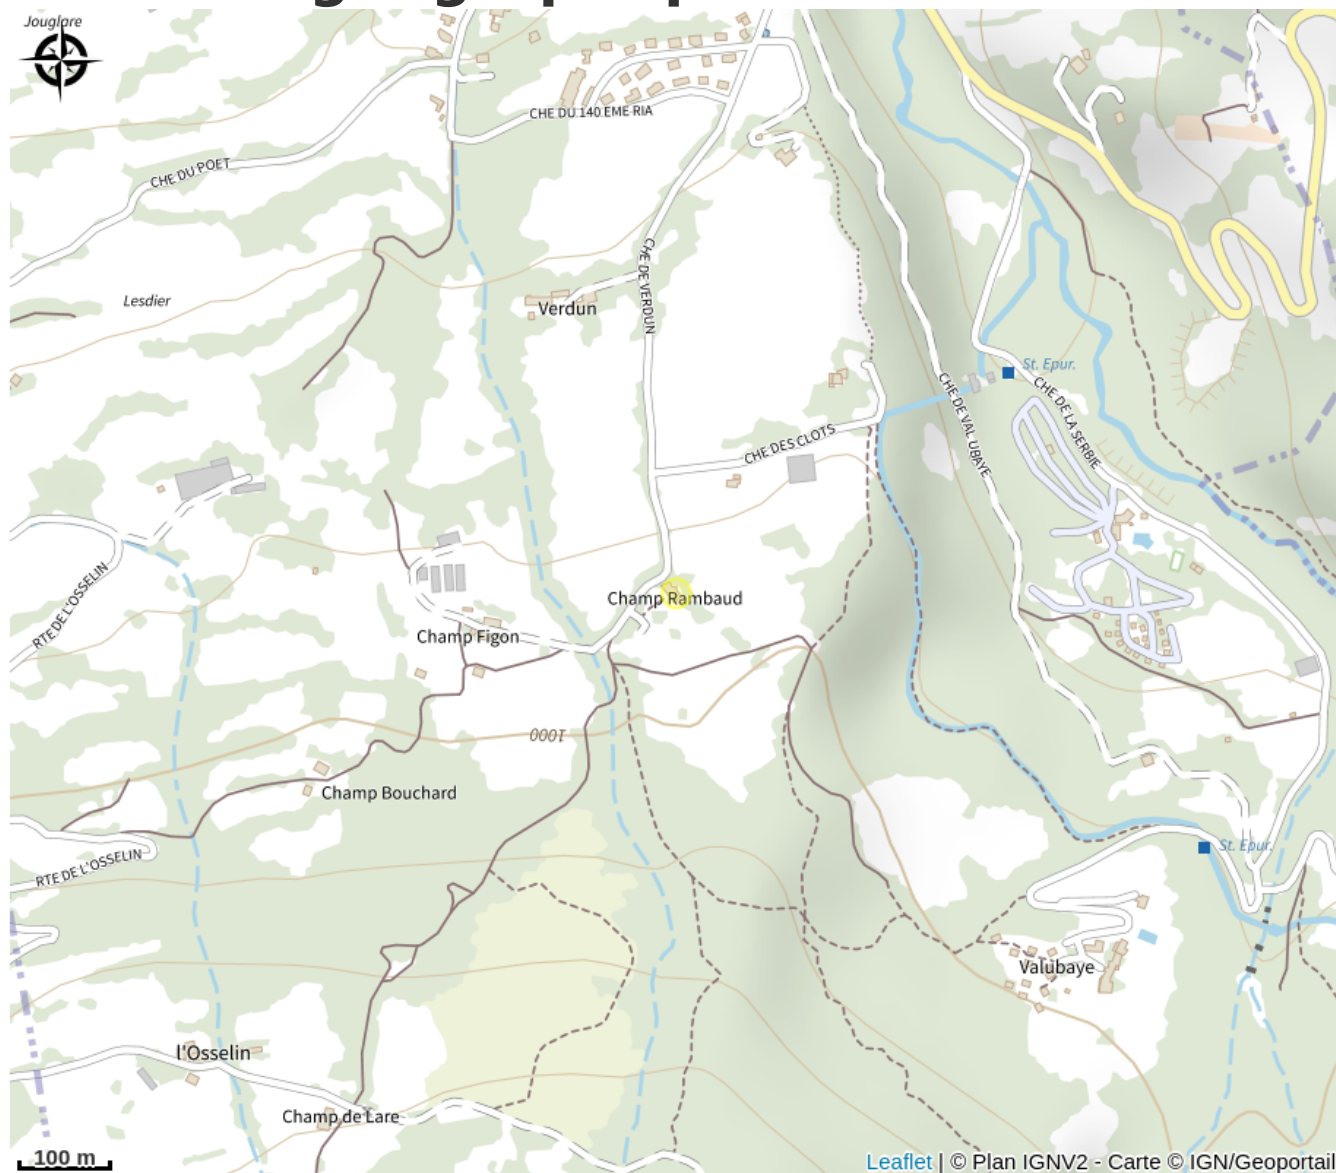 Jouglare
CHE DU 140 EME RIA
CHE DU POET
CHE DE VERDUN
Lesdier
Verdun
St. Epur.
CHE DE VAL UBAYE
CHE DE LA SERBIE
CHE DES CLOTS
RTE DE L'OSSELIN
Champ Rambaud
Champ Figon
1000
Champ Bouchard
RTE DE L'OSSELIN
St. Epur.
Valubaye
l'Osselin
Champ de Lare
100 m
Leaflet | © Plan IGNV2 - Carte © IGN/Geoportail